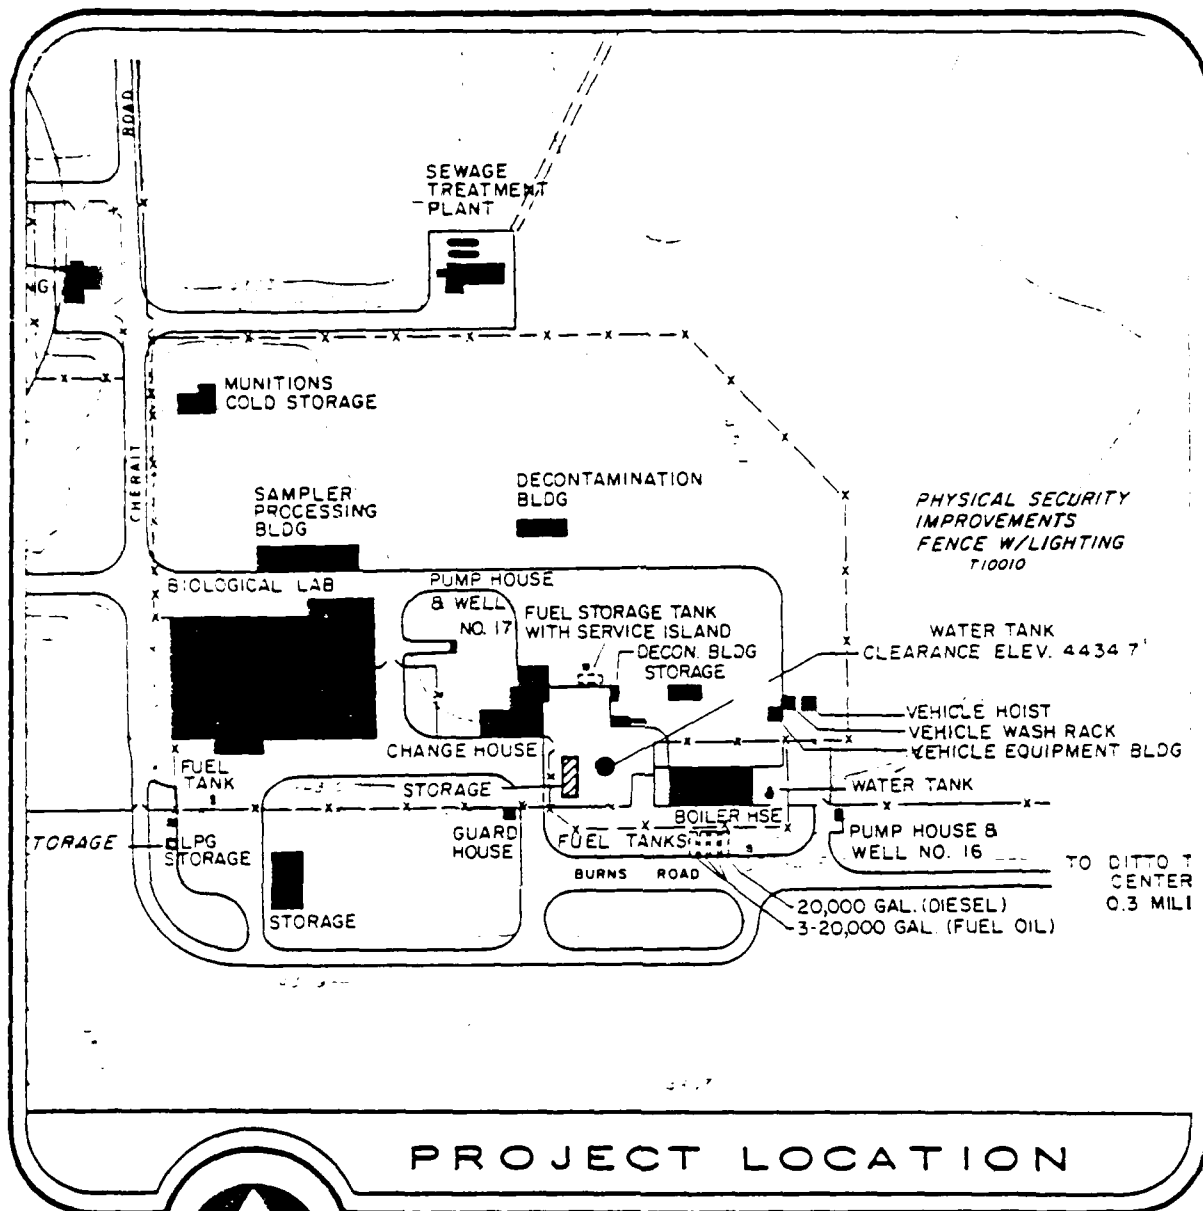 ROAD
SEWAGE
TREATMENT
PLANT
NG
MUNITIONS
COLD STORAGE
CHERAIT
SAMPLER
PROCESSING
BLDG
DECONTAMINATION
BLDG
PHYSICAL SECURITY
IMPROVEMENTS
FENCE W/LIGHTING
T10010
BIOLOGICAL LAB
PUMP HOUSE
& WELL
NO. 17
FUEL STORAGE TANK
WITH SERVICE ISLAND
DECON. BLDG
STORAGE
WATER TANK
CLEARANCE ELEV. 4434 7'
VEHICLE HOIST
VEHICLE WASH RACK
VEHICLE EQUIPMENT BLDG
CHANGE HOUSE
FUEL
TANK
STORAGE
WATER TANK
BOILER HSE
GUARD
HOUSE
FUEL TANKS
PUMP HOUSE &
WELL NO. 16
TORAGE
LPG
STORAGE
BURNS ROAD
TO DITTO T
CENTER
0.3 MILI
STORAGE
20,000 GAL. (DIESEL)
3-20,000 GAL. (FUEL OIL)
PROJECT LOCATION